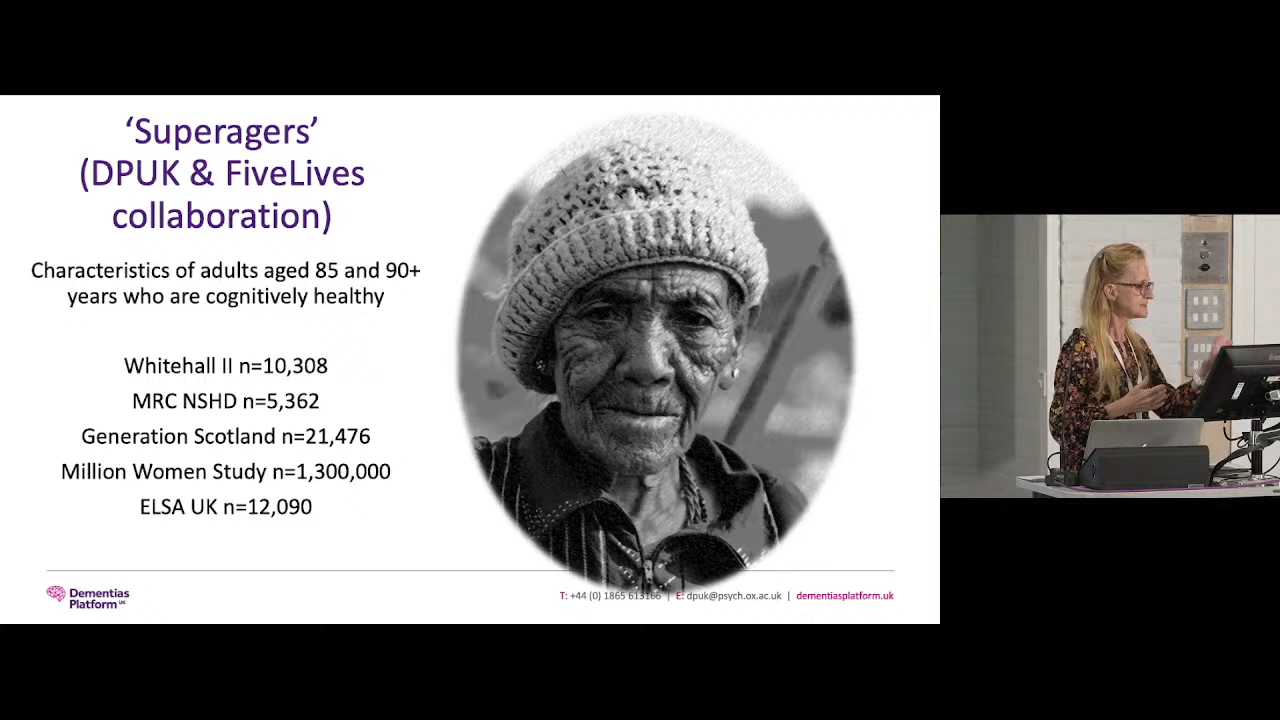 ‘Superagers’
(DPUK & FiveLives
collaboration)
Characteristics of adults aged 85 and 90+
years who are cognitively healthy
Whitehall II n=10,308
MRC NSHD n=5,362
Generation Scotland n=21,476
Million Women Study n=1,300,000
ELSA UK n=12,090
Dementias
Platform UK
T: +44 (0) 1865 613166 | E: dpuk@psych.ox.ac.uk | dementiasplatform.uk